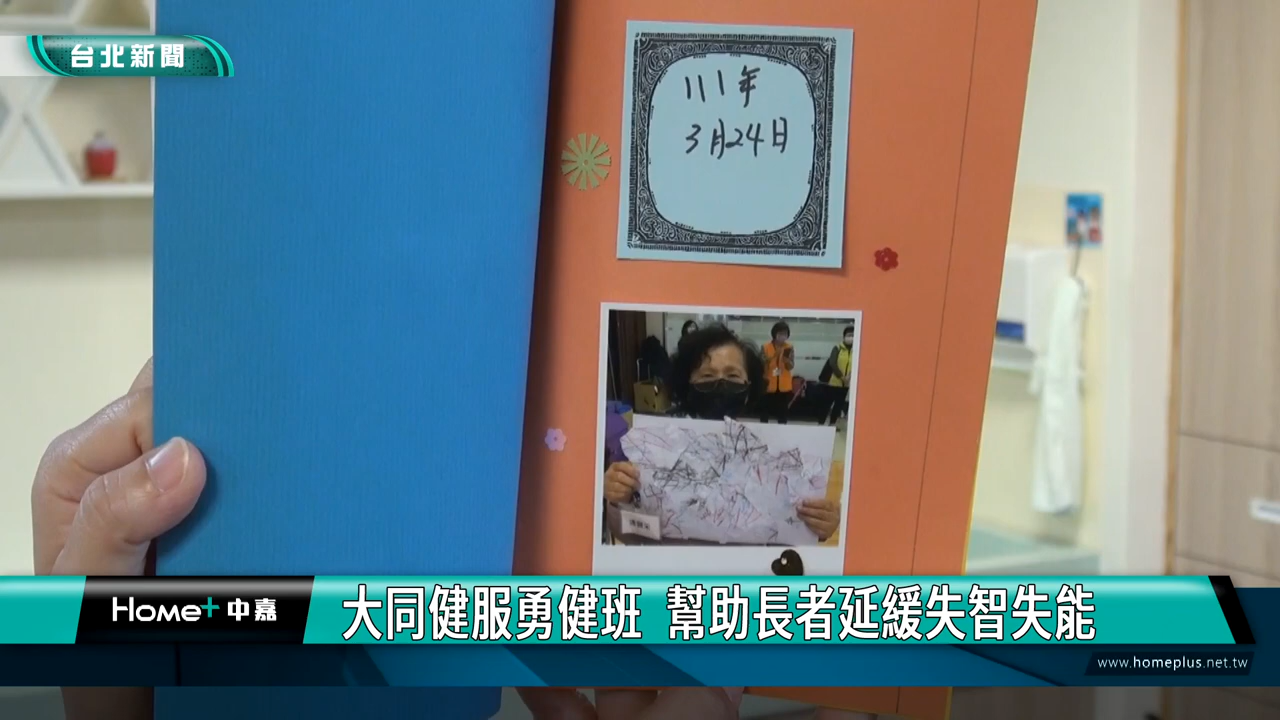 台北新聞
111年
3月24日
Home+中嘉
大同健服勇健班 幫助長者延緩失智失能
www.homeplus.net.tw